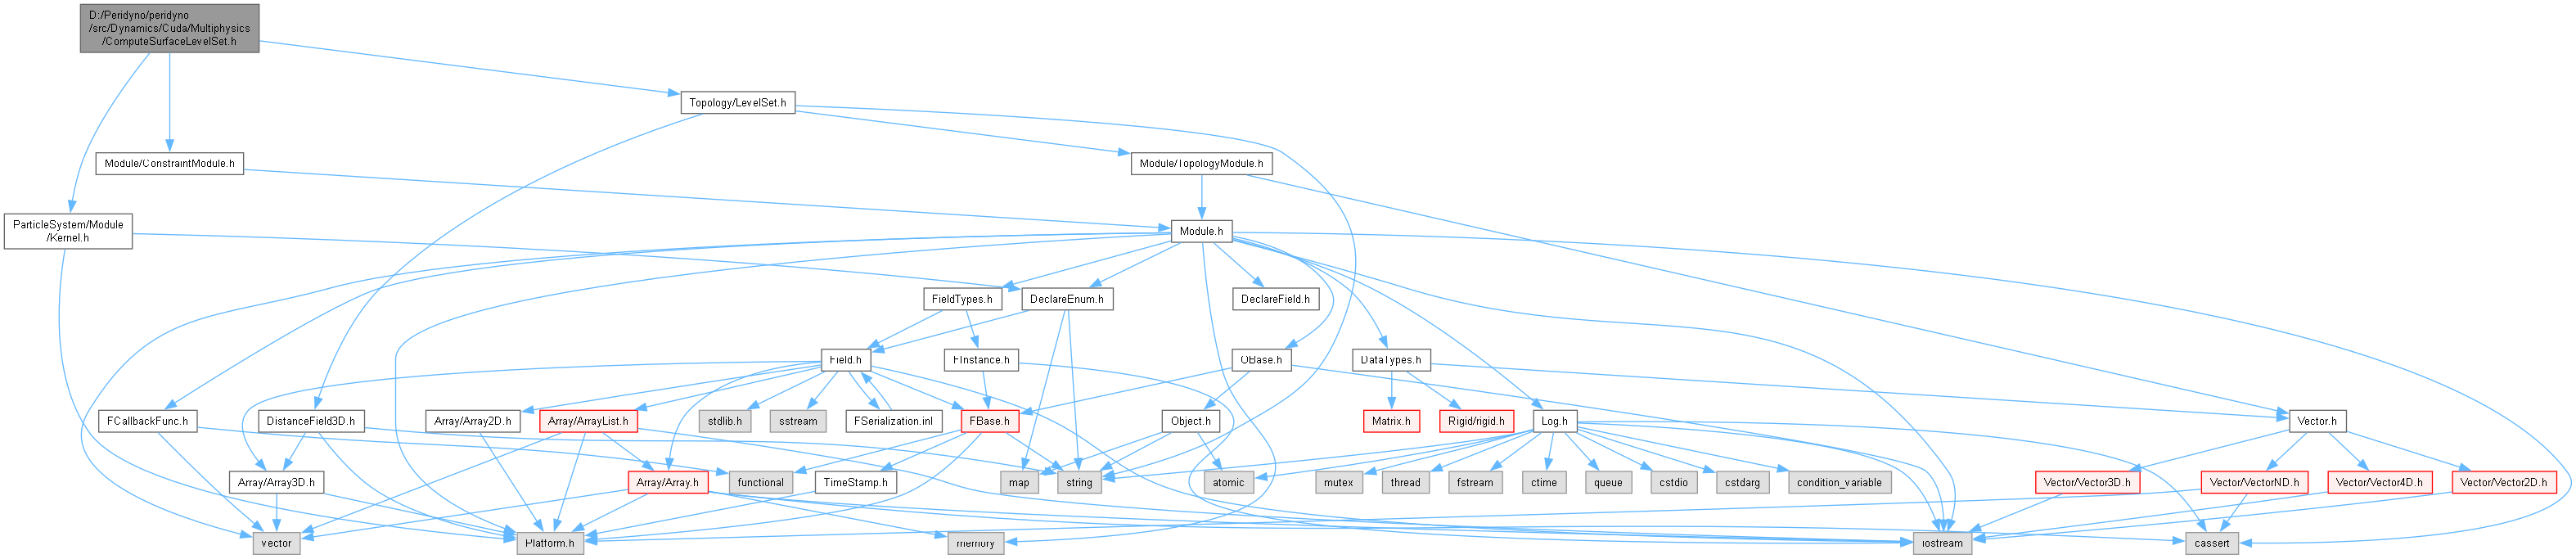 D:/Peridyno/peridyno
/src/Dynamics/Cuda/Multiphysics
/ComputeSurfaceLevelSet.h
Topology/LevelSet.h
Module/ConstraintModule.h
Module/TopologyModule.h
ParticleSystem/Module
/Kernel.h
Module.h
FieldTypes.h
DeclareEnum.h
DeclareField.h
Field.h
FInstance.h
OBase.h
DataTypes.h
FCallbackFunc.h
DistanceField3D.h
Array/Array2D.h
Array/ArrayList.h
stdlib.h
sstream
FSerialization.inl
FBase.h
Object.h
Matrix.h
Rigid/rigid.h
Log.h
Vector.h
Array/Array3D.h
functional
Array/Array.h
TimeStamp.h
map
string
atomic
mutex
thread
fstream
ctime
queue
cstdio
cstdarg
condition_variable
Vector/Vector3D.h
Vector/VectorND.h
Vector/Vector4D.h
Vector/Vector2D.h
vector
Platform.h
memory
iostream
cassert